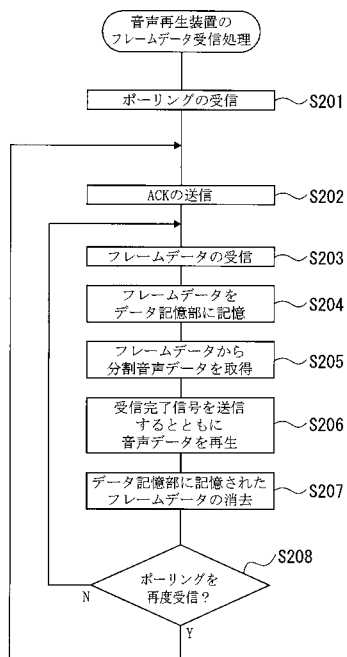 音声再生装置の
フレームデータ受信処理
ポーリングの受信
S201
ACKの送信
S202
フレームデータの受信
S203
フレームデータを
データ記憶部に記憶
S204
フレームデータから
分割音声データを取得
S205
受信完了信号を送信
するとともに
音声データを再生
S206
データ記憶部に記憶された
フレームデータの消去
S207
S208
ポーリングを
再度受信？
N
Y